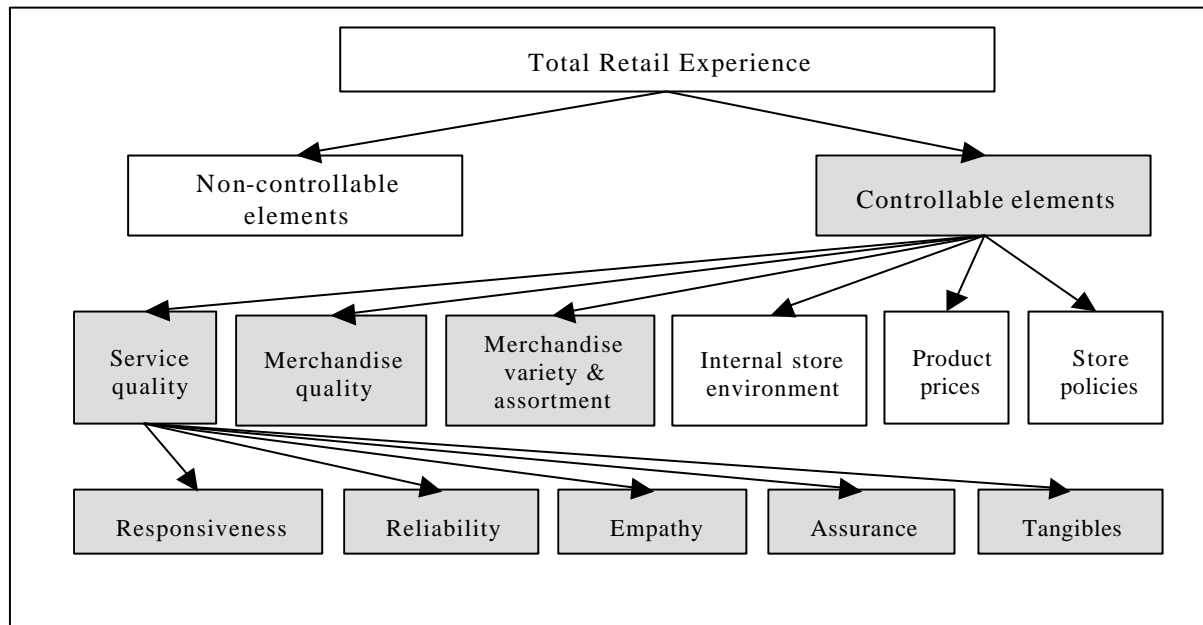 Total Retail Experience
Non-controllable
elements
Controllable elements
Service
quality
Merchandise
quality
Merchandise
variety &
assortment
Internal store
environment
Product
prices
Store
policies
Responsiveness
Reliability
Empathy
Assurance
Tangibles